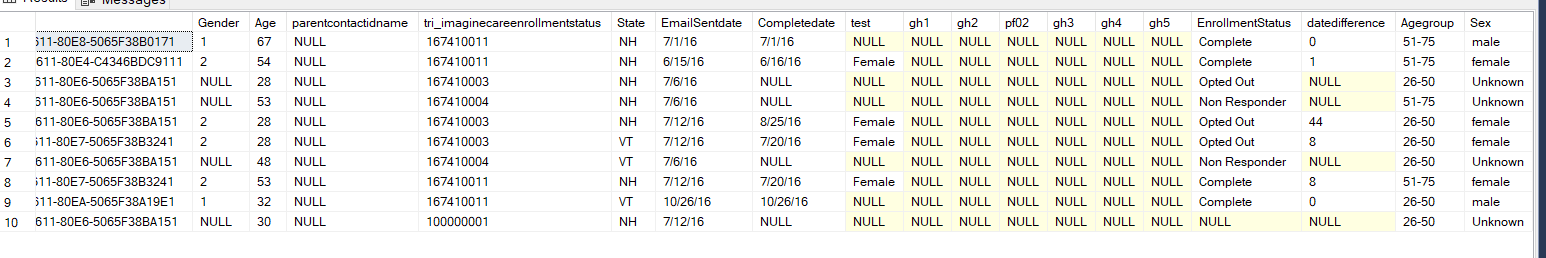 Results Messages
Gender Age parentcontactidname tri_imaginecareenrollmentstatus State EmailSentdate Completedate test gh1 gh2 pf02 gh3 gh4 gh5 EnrollmentStatus datedifference Agegroup Sex
1 611-80E8-5065F38B0171 1 67 NULL 167410011 NH 7/1/16 7/1/16 NULL NULL NULL NULL NULL NULL NULL Complete 0 51-75 male
2 611-80E4-C4346BDC9111 2 54 NULL 167410011 NH 6/15/16 6/16/16 Female NULL NULL NULL NULL NULL NULL Complete 1 51-75 female
3 611-80E6-5065F38BA151 NULL 28 NULL 167410003 NH 7/6/16 NULL NULL NULL NULL NULL NULL NULL NULL Opted Out NULL 26-50 Unknown
4 611-80E6-5065F38BA151 NULL 53 NULL 167410004 NH 7/6/16 NULL NULL NULL NULL NULL NULL NULL NULL Non Responder NULL 51-75 Unknown
5 611-80E6-5065F38BA151 2 28 NULL 167410003 NH 7/12/16 8/25/16 Female NULL NULL NULL NULL NULL NULL Opted Out 44 26-50 female
6 611-80E7-5065F38B3241 2 28 NULL 167410003 VT 7/12/16 7/20/16 Female NULL NULL NULL NULL NULL NULL Opted Out 8 26-50 female
7 611-80E6-5065F38BA151 NULL 48 NULL 167410004 VT 7/6/16 NULL NULL NULL NULL NULL NULL NULL NULL Non Responder NULL 26-50 Unknown
8 611-80E7-5065F38B3241 2 53 NULL 167410011 NH 7/12/16 7/20/16 Female NULL NULL NULL NULL NULL NULL Complete 8 51-75 female
9 611-80EA-5065F38A19E1 1 32 NULL 167410011 VT 10/26/16 10/26/16 NULL NULL NULL NULL NULL NULL NULL Complete 0 26-50 male
10 611-80E6-5065F38BA151 NULL 30 NULL 100000001 NH 7/12/16 NULL NULL NULL NULL NULL NULL NULL NULL NULL NULL 26-50 Unknown